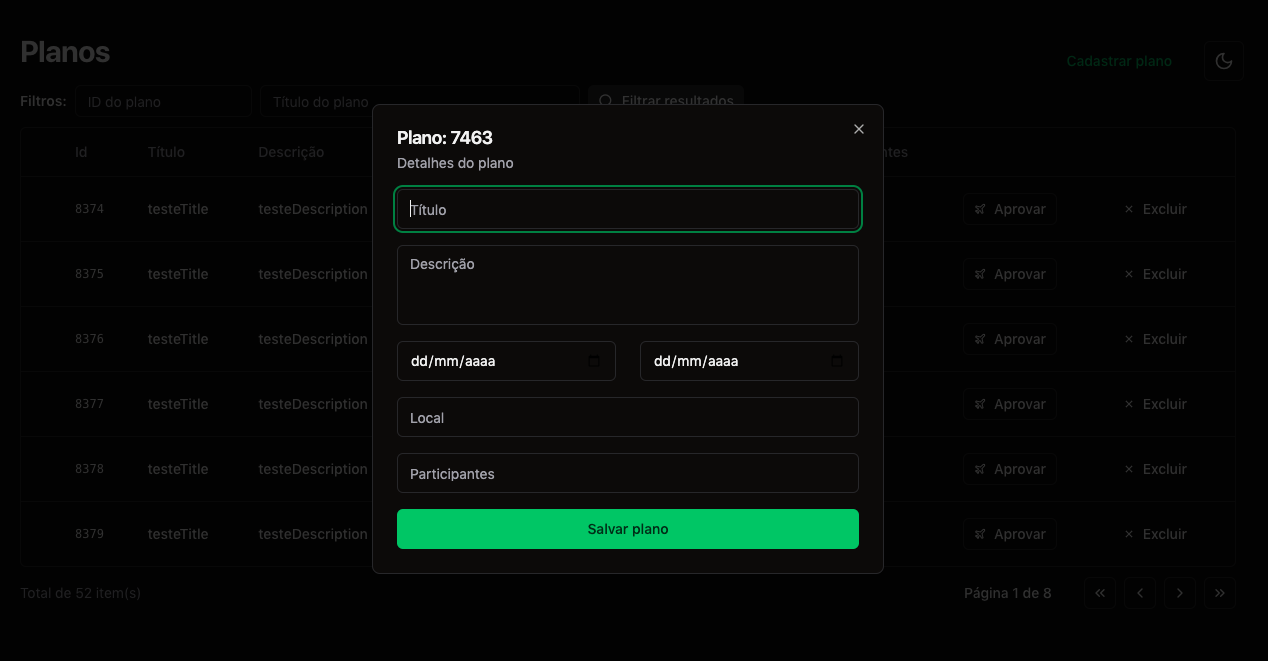 Planos
Cadastrar plano
Filtros: ID do plano Título do plano Filtrar resultados
Id Título Descrição
8374 testeTitle testeDescription Aprovar Excluir
8375 testeTitle testeDescription Aprovar Excluir
8376 testeTitle testeDescription Aprovar Excluir
8377 testeTitle testeDescription Aprovar Excluir
8378 testeTitle testeDescription Aprovar Excluir
8379 testeTitle testeDescription Aprovar Excluir
Total de 52 item(s) Página 1 de 8
Plano: 7463
Detalhes do plano
Título
Descrição
dd/mm/aaaa dd/mm/aaaa
Local
Participantes
Salvar plano